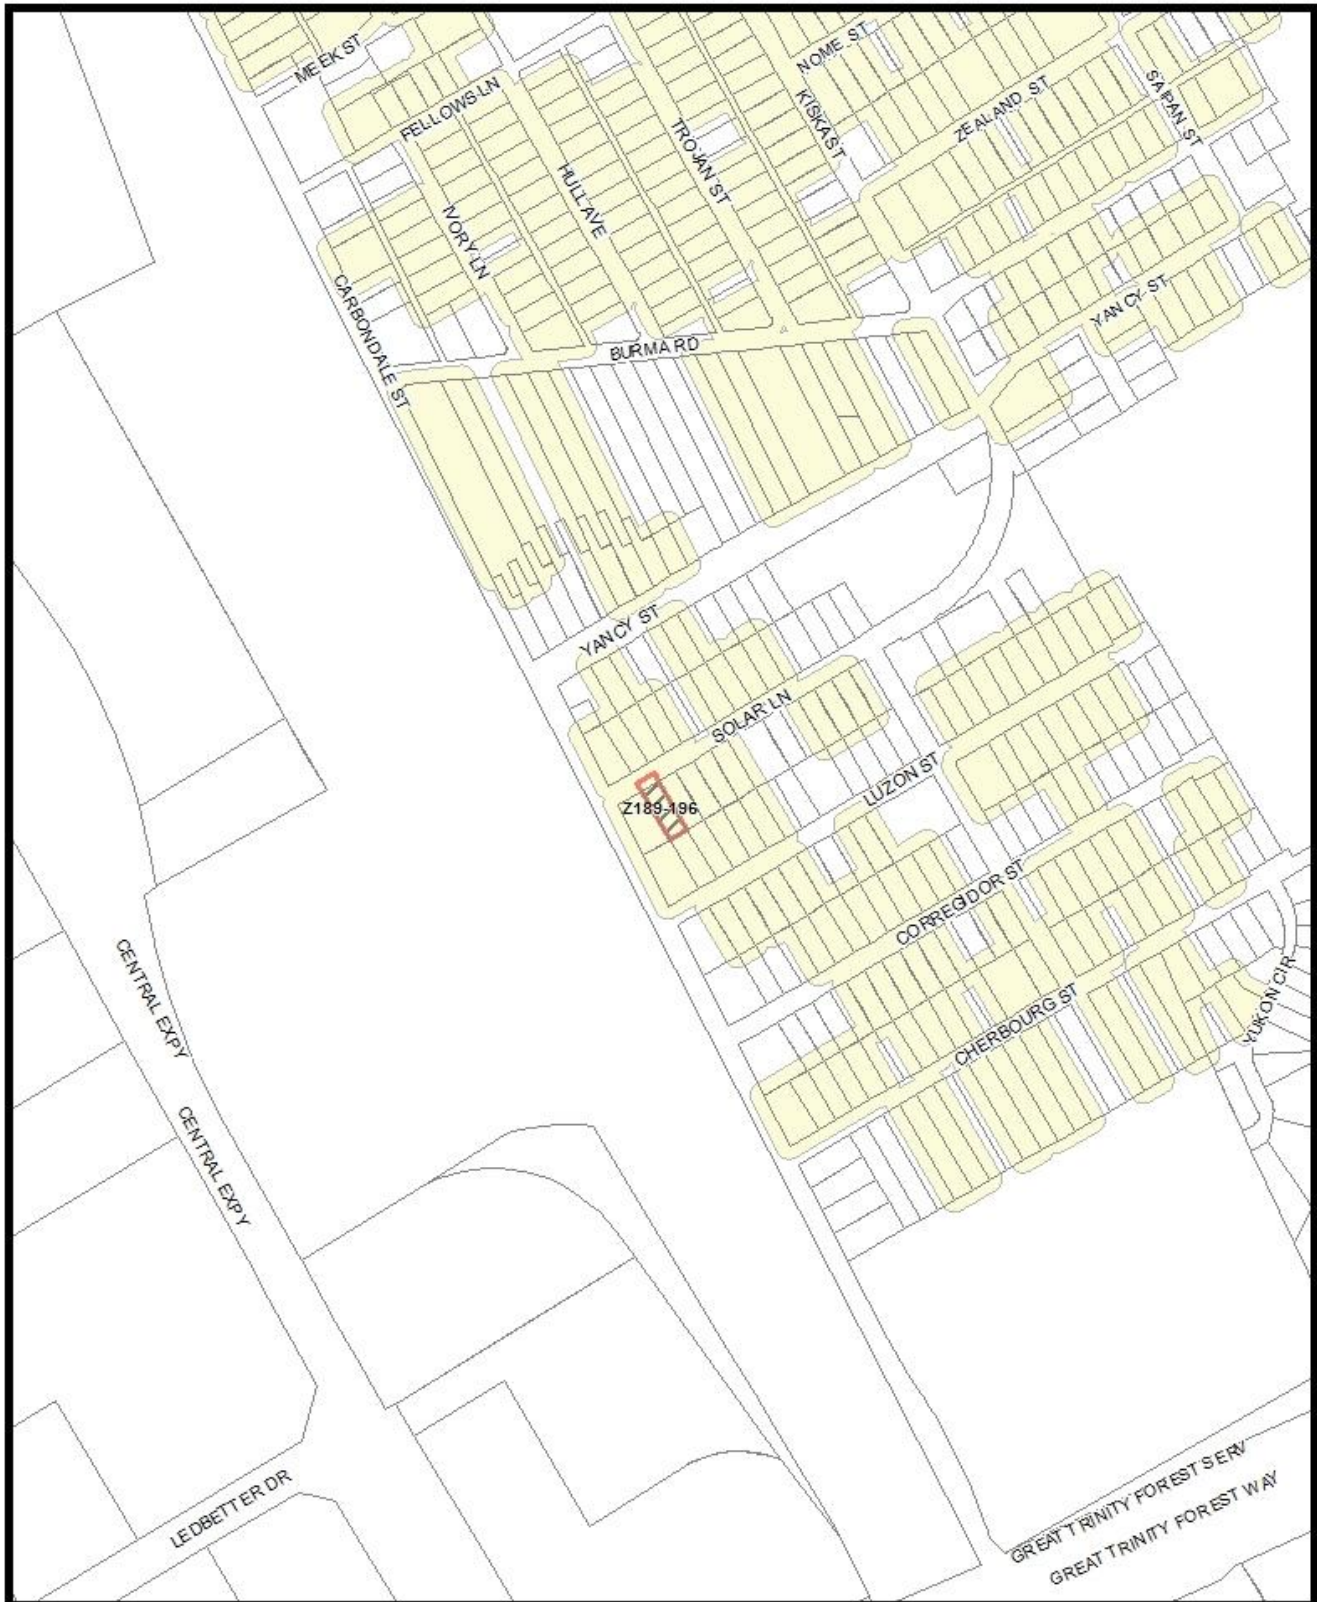 MEEK ST
NOME ST
FELLOWS LN
KISKA ST
ZEALAND ST
SAIPAN ST
TROJAN ST
HULL AVE
IVORY LN
CARBONDALE ST
YANCY ST
BURMA RD
YANCY ST
SOLAR LN
LUZON ST
Z189-196
CORREGIDOR ST
CENTRAL EXPY
CHERBOURG ST
YUKON CIR
CENTRAL EXPY
LEDBETTER DR
GREAT TRINITY FOREST SERV
GREAT TRINITY FOREST WAY